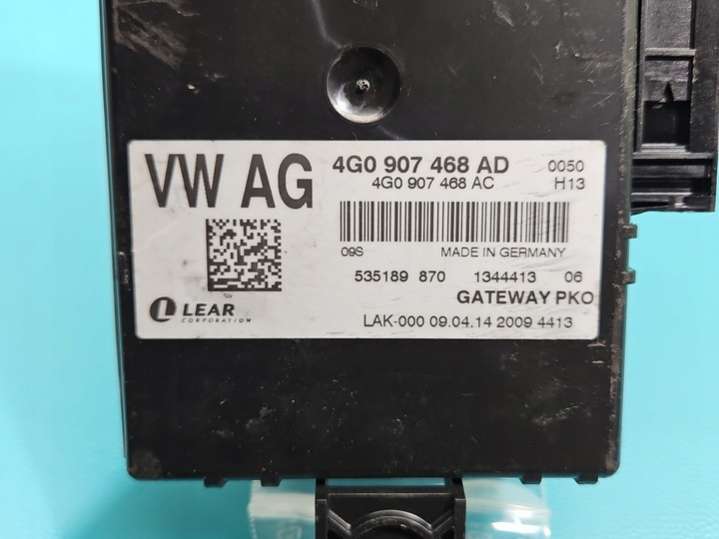 VW AG
4G0 907 468 AD 0050
4G0 907 468 AC H13
09S MADE IN GERMANY
535189 870 1344413 06
GATEWAY PKO
LEAR
CORPORATION
LAK-000 09.04.14 2009 4413